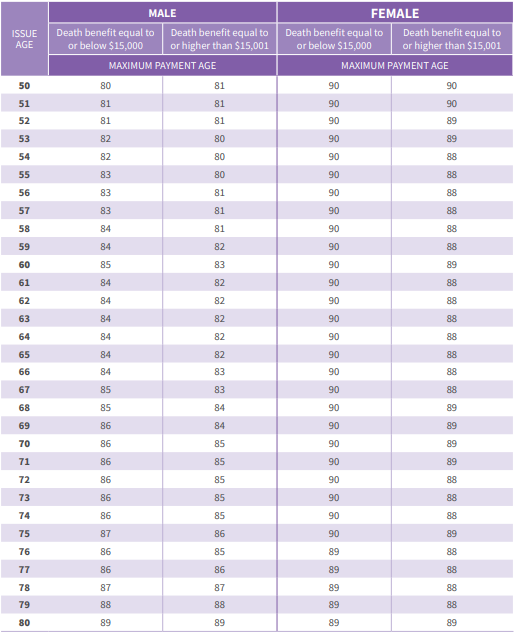 MALE FEMALE
ISSUE AGE
Death benefit equal to or below $15,000 Death benefit equal to or higher than $15,001 Death benefit equal to or below $15,000 Death benefit equal to or higher than $15,001
MAXIMUM PAYMENT AGE MAXIMUM PAYMENT AGE
50 80 81 90 90
51 81 81 90 90
52 81 81 90 89
53 82 80 90 88
54 82 80 90 88
55 83 80 90 88
56 83 81 90 88
57 83 81 90 88
58 84 81 90 88
59 84 82 90 88
60 85 83 90 89
61 84 82 90 88
62 84 82 90 88
63 84 82 90 88
64 84 82 90 88
65 84 82 90 88
66 84 83 90 88
67 85 83 90 88
68 85 84 90 89
69 86 84 90 89
70 86 85 90 89
71 86 85 90 89
72 86 85 90 88
73 86 85 90 88
74 86 85 90 88
75 87 86 90 89
76 86 85 89 88
77 86 86 89 88
78 87 87 89 88
79 88 88 89 88
80 89 89 89 89